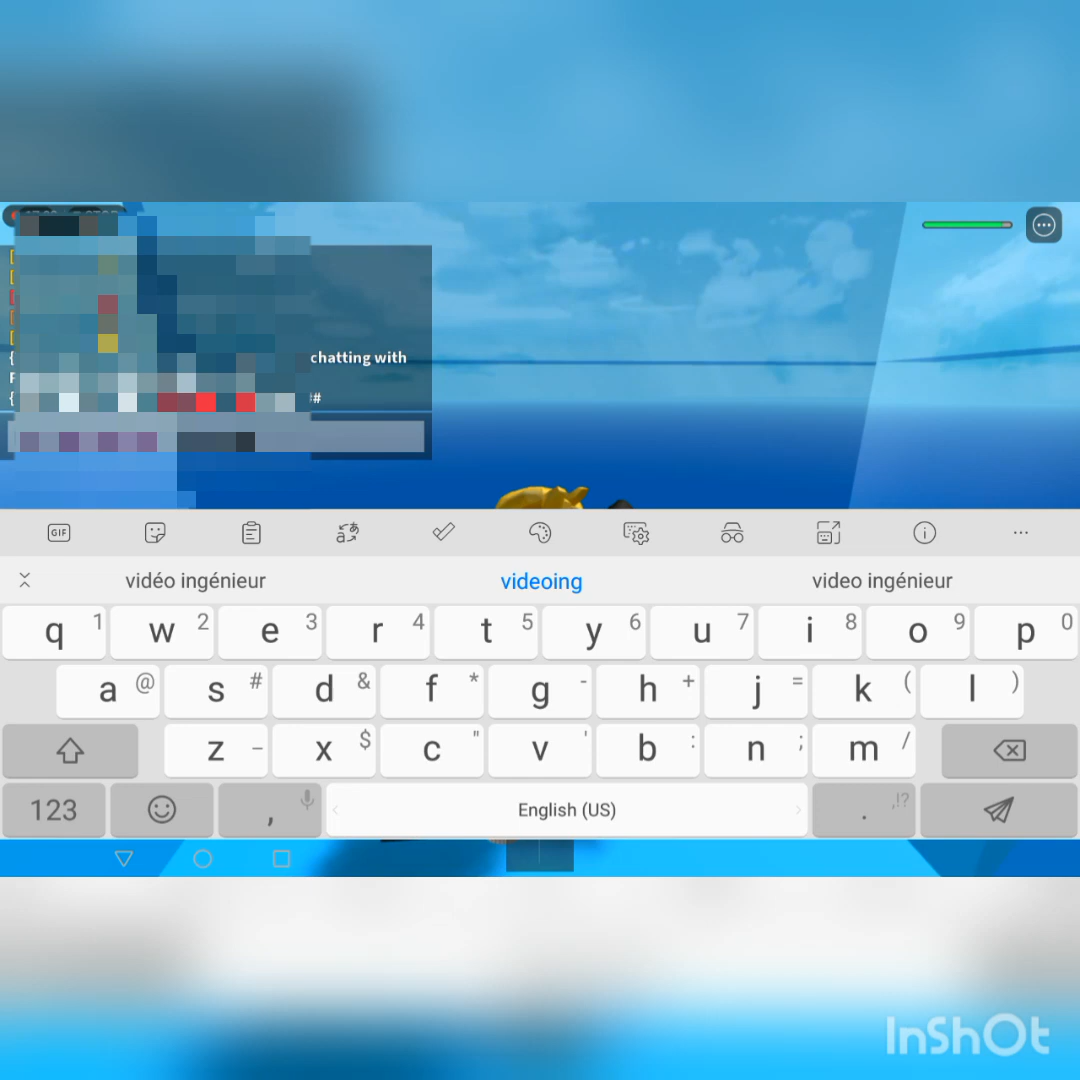 chatting with
#
GIF
vidéo ingénieur videoing video ingénieur
q 1 w 2 e 3 r 4 t 5 y 6 u 7 i 8 o 9 p 0
a @ s # d & f * g - h + j = k ( l )
z – x $ c " v ' b : n ; m /
123 , English (US) . ,!?
InShOt